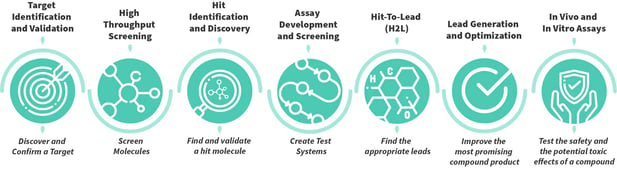 Target
Identification
and Validation
Discover and
Confirm a Target
High
Throughput
Screening
C
Screen
Molecules
Hit
Identification
and Discovery
Find and validate
a hit molecule
Assay
Development
and Screening
Create Test
Systems
Hit-To-Lead
(H2L)
H
C
O
Find the
appropriate leads
Lead Generation
and Optimization
Improve the
most promising
compound product
In Vivo and
In Vitro Assays
Test the safety and
the potential toxic
effects of a compound